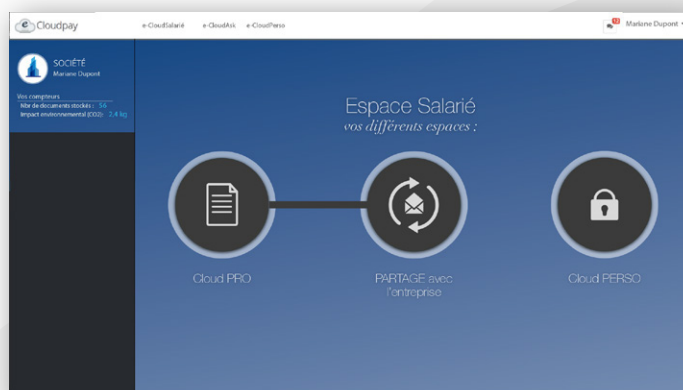 e Cloudpay
e-CloudSalarié e-CloudAsk e-CloudPerso
Mariane Dupont
SOCIÉTÉ
Mariane Dupont
Vos compteurs
Nbr de documents stockés : 56
Impact environnemental (CO2): 2,4 kg
Espace Salarié
vos différents espaces :
Cloud PRO
PARTAGE avec
l'entreprise
Cloud PERSO